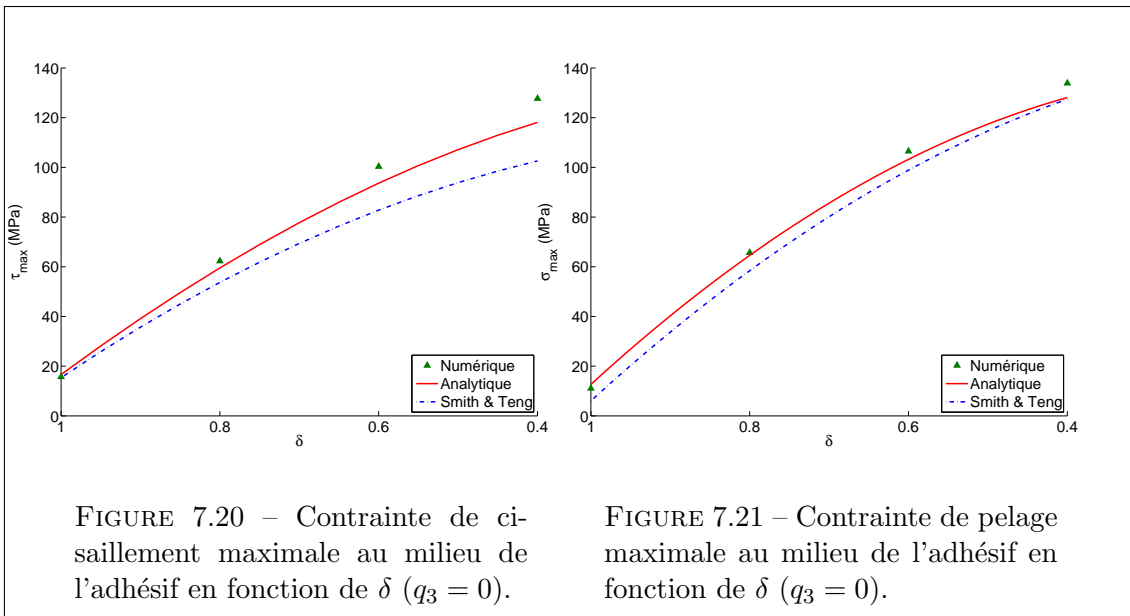 140
120
100
80
60
40
20
0
τmax (MPa)
1
0.8
0.6
0.4
δ
Numérique
Analytique
Smith & Teng
140
120
100
80
60
40
20
0
σmax (MPa)
1
0.8
0.6
0.4
δ
Numérique
Analytique
Smith & Teng
FIGURE 7.20 – Contrainte de ci-
saillement maximale au milieu de
l'adhésif en fonction de δ (q3 = 0).
FIGURE 7.21 – Contrainte de pelage
maximale au milieu de l'adhésif en
fonction de δ (q3 = 0).